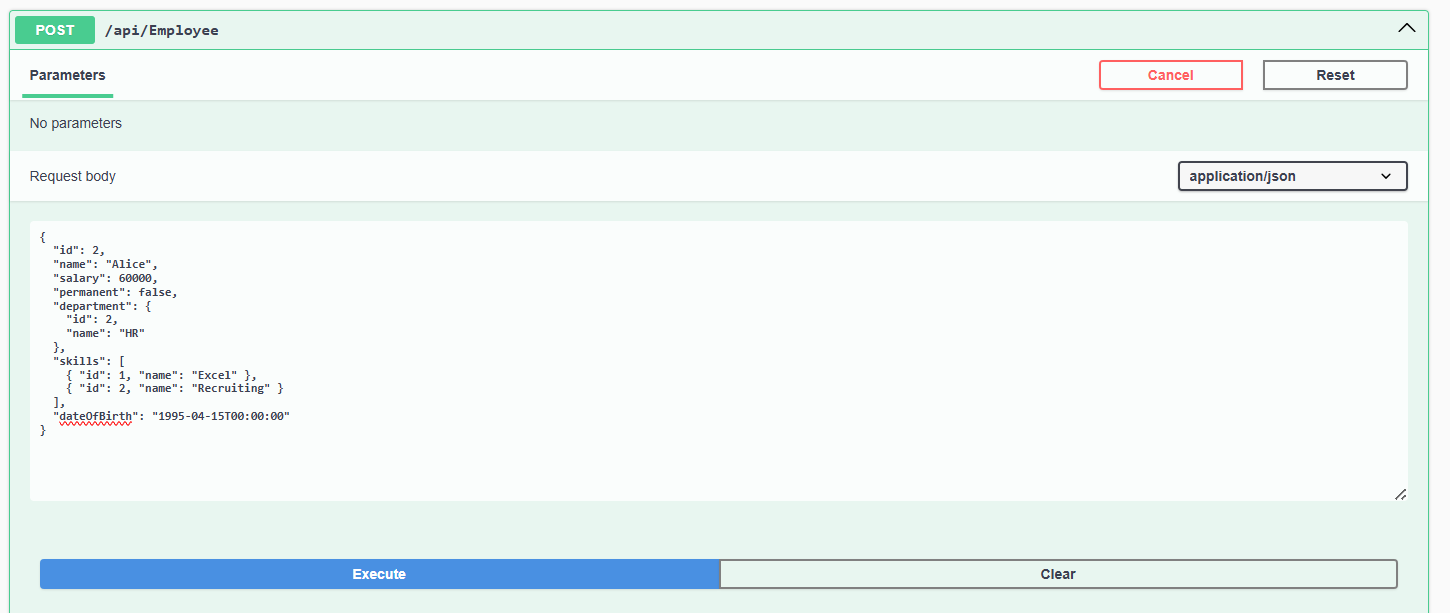 POST /api/Employee
Parameters
Cancel
Reset
No parameters
Request body
application/json
{
  "id": 2,
  "name": "Alice",
  "salary": 60000,
  "permanent": false,
  "department": {
    "id": 2,
    "name": "HR"
  },
  "skills": [
    { "id": 1, "name": "Excel" },
    { "id": 2, "name": "Recruiting" }
  ],
  "dateOfBirth": "1995-04-15T00:00:00"
}
Execute
Clear